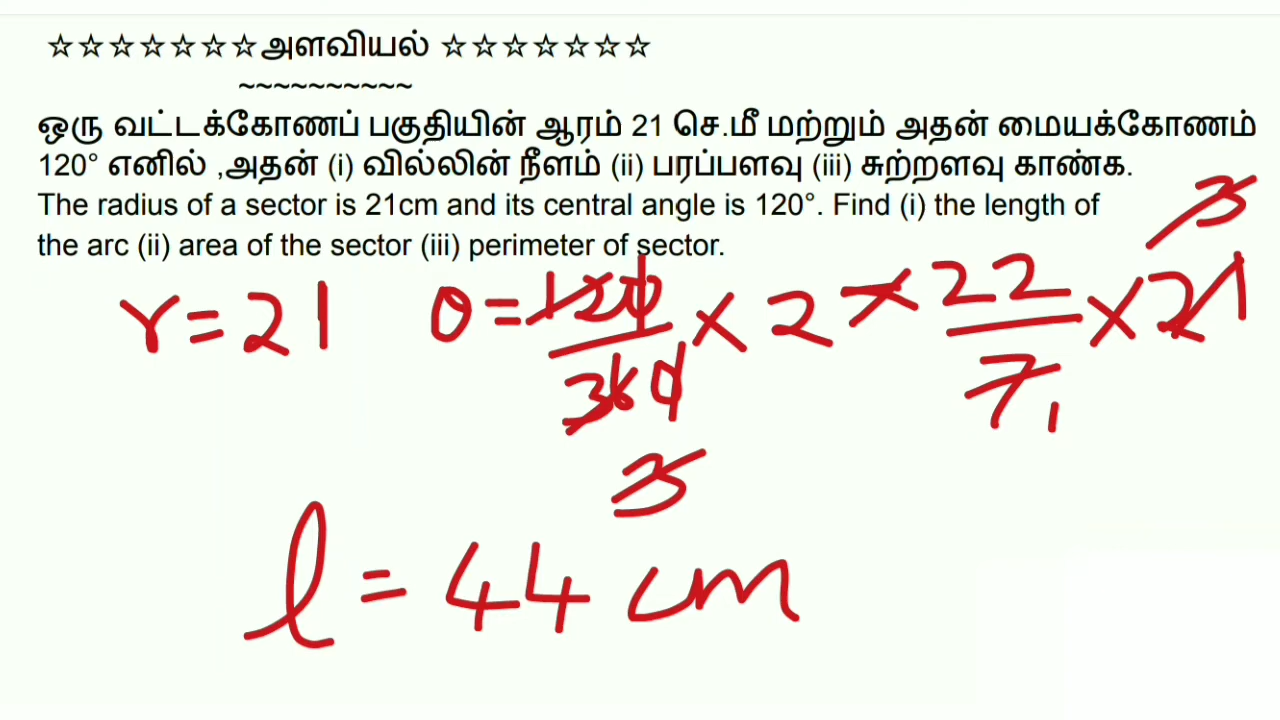 ☆☆☆☆☆☆☆அளவியல் ☆☆☆☆☆☆☆
~~~~~~~~~~
ஒரு வட்டக்கோணப் பகுதியின் ஆரம் 21 செ.மீ மற்றும் அதன் மையக்கோணம்
120° எனில் ,அதன் (i) வில்லின் நீளம் (ii) பரப்பளவு (iii) சுற்றளவு காண்க.
The radius of a sector is 21cm and its central angle is 120°. Find (i) the length of
the arc (ii) area of the sector (iii) perimeter of sector.
3
r = 21 θ = 120/360 × 2 × 22/7 × 21
1
3
l = 44 cm